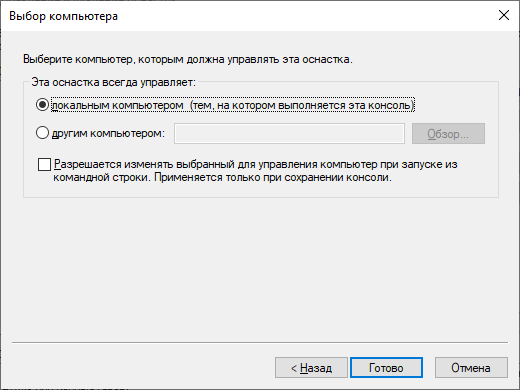 Выбор компьютера
Выберите компьютер, которым должна управлять эта оснастка.
Эта оснастка всегда управляет:
локальным компьютером (тем, на котором выполняется эта консоль)
другим компьютером:
Обзор...
Разрешается изменять выбранный для управления компьютер при запуске из
командной строки. Применяется только при сохранении консоли.
< Назад
Готово
Отмена